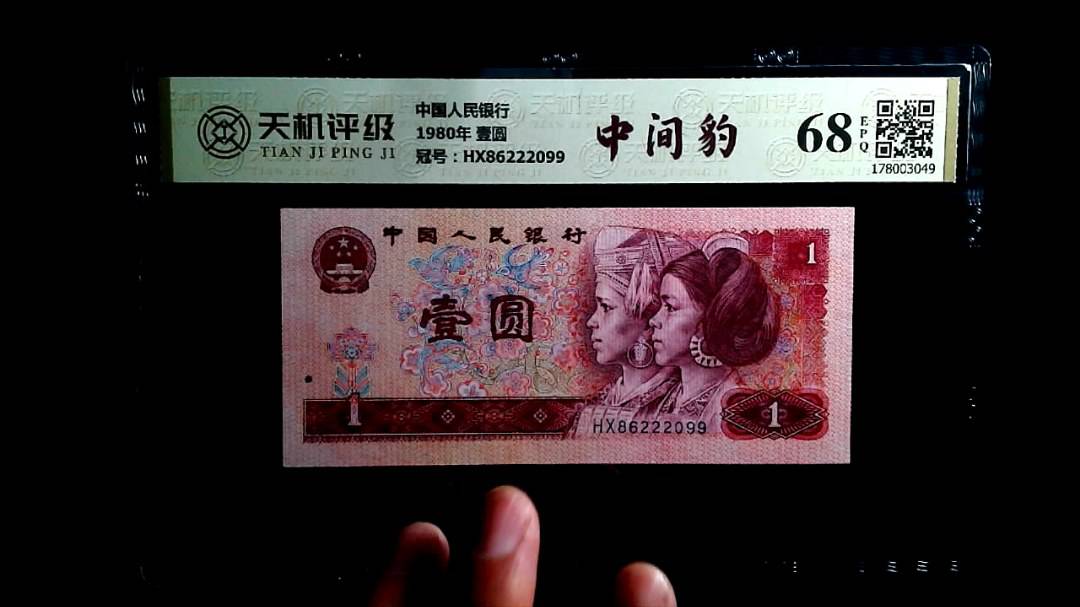 天机评级
TIAN JI PING JI
中国人民银行
1980年 壹圆
冠号：HX86222099
中间豹
68
EPQ
178003049
中国人民银行
1
壹圆
1
HX86222099
1